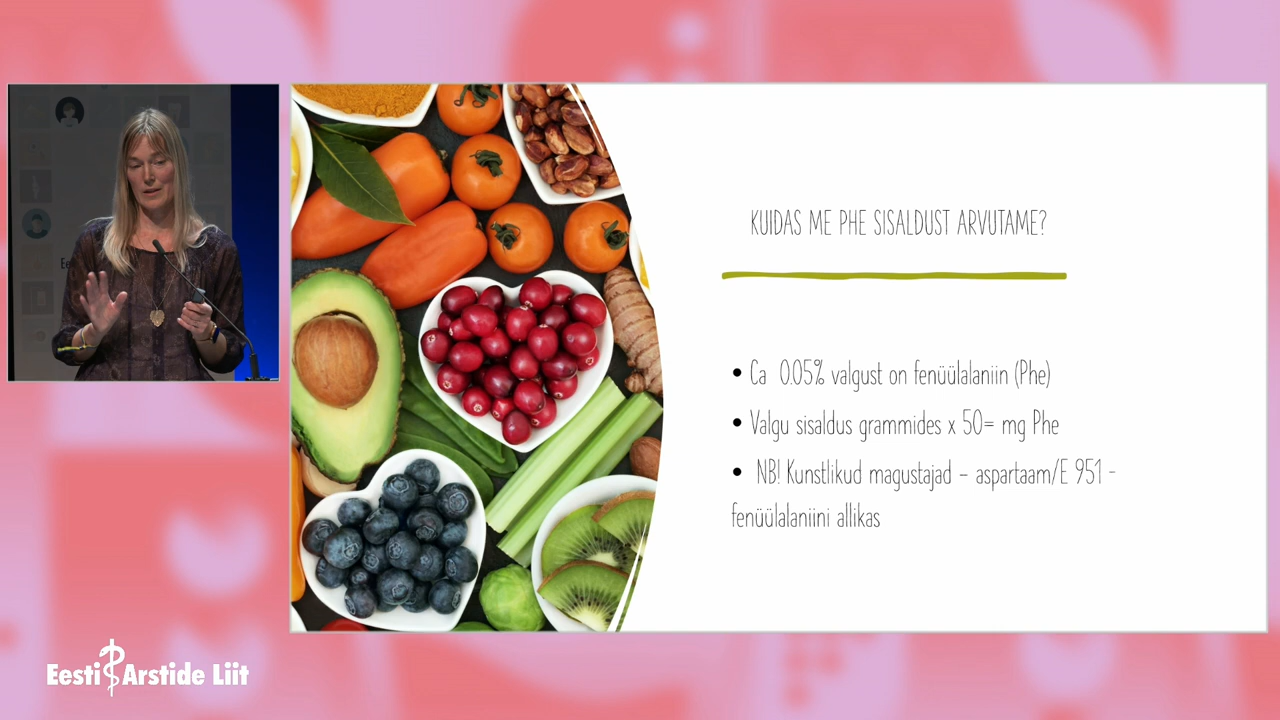 KUIDAS ME PHE SISALDUST ARVUTAME?
• Ca 0.05% valgust on fenüülalaniin (Phe)
• Valgu sisaldus grammides x 50= mg Phe
• NB! Kunstlikud magustajad – aspartaam/E 951 -
fenüülalaniini allikas
Eesti Arstide Liit